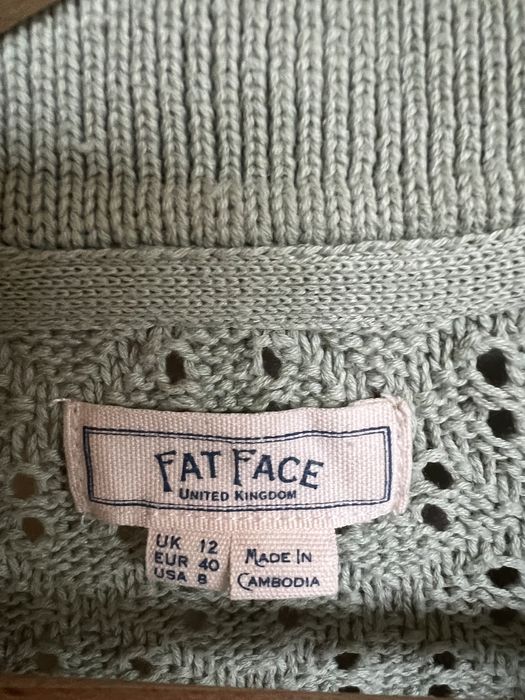 FAT FACE
UNITED KINGDOM
UK 12
EUR 40
USA 8
MADE IN
CAMBODIA